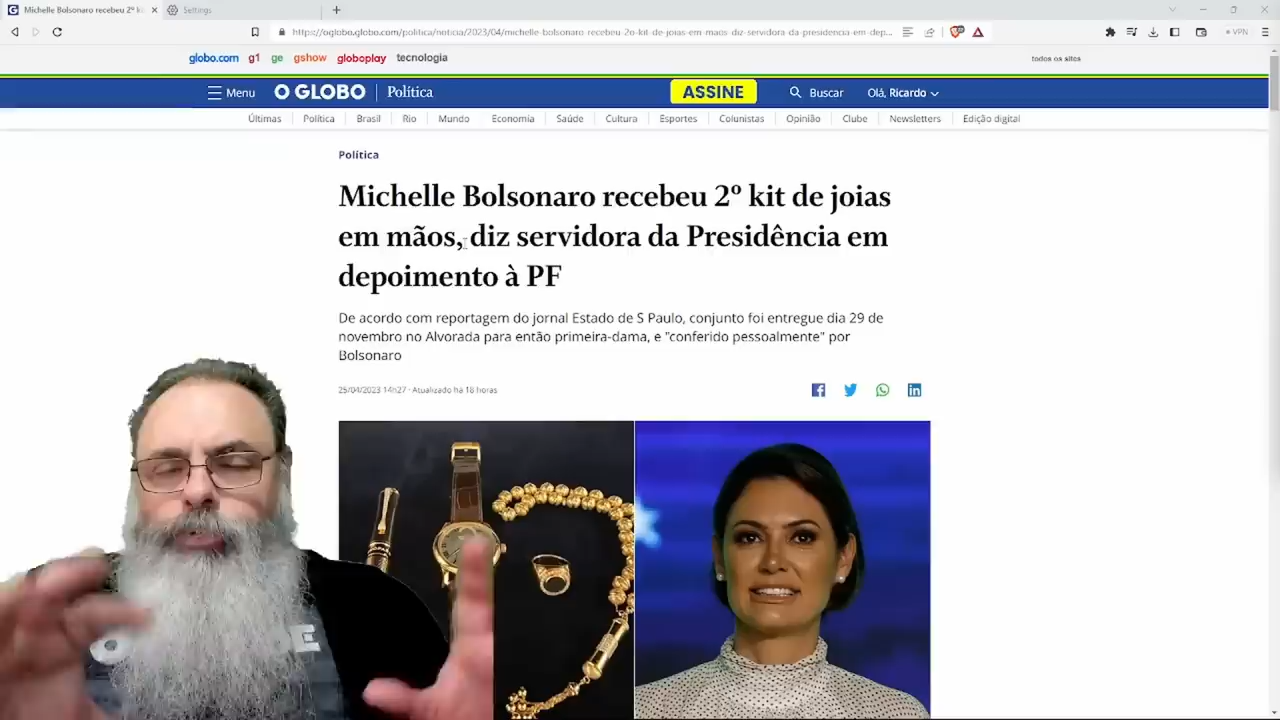 Michelle Bolsonaro recebeu 2º ki
Settings
https://oglobo.globo.com/politica/noticia/2023/04/michelle-bolsonaro-recebeu-2o-kit-de-joias-em-maos-diz-servidora-da-presidencia-em-dep...
VPN
globo.com g1 ge gshow globoplay tecnologia
todos os sites
Menu O GLOBO Política ASSINE Buscar Olá, Ricardo
Últimas Política Brasil Rio Mundo Economia Saúde Cultura Esportes Colunistas Opinião Clube Newsletters Edição digital
Política
Michelle Bolsonaro recebeu 2º kit de joias
em mãos, diz servidora da Presidência em
depoimento à PF
De acordo com reportagem do jornal Estado de S Paulo, conjunto foi entregue dia 29 de
novembro no Alvorada para então primeira-dama, e "conferido pessoalmente" por
Bolsonaro
25/04/2023 14h27 · Atualizado há 18 horas